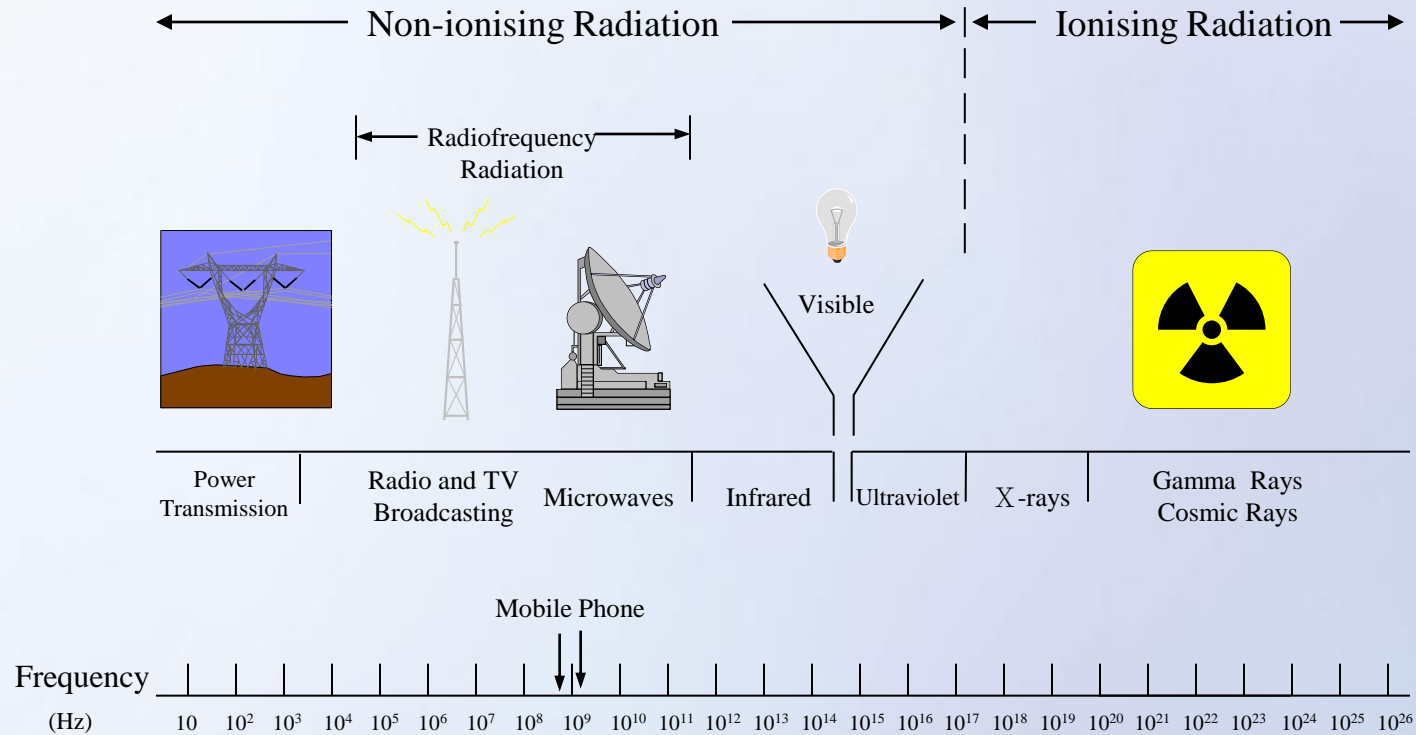 Non-ionising Radiation
Ionising Radiation
Radiofrequency
Radiation
Visible
Power
Transmission
Radio and TV
Broadcasting
Microwaves
Infrared
Ultraviolet
X-rays
Gamma Rays
Cosmic Rays
Mobile Phone
Frequency
(Hz)
10 10² 10³ 10⁴ 10⁵ 10⁶ 10⁷ 10⁸ 10⁹ 10¹⁰ 10¹¹ 10¹² 10¹³ 10¹⁴ 10¹⁵ 10¹⁶ 10¹⁷ 10¹⁸ 10¹⁹ 10²⁰ 10²¹ 10²² 10²³ 10²⁴ 10²⁵ 10²⁶